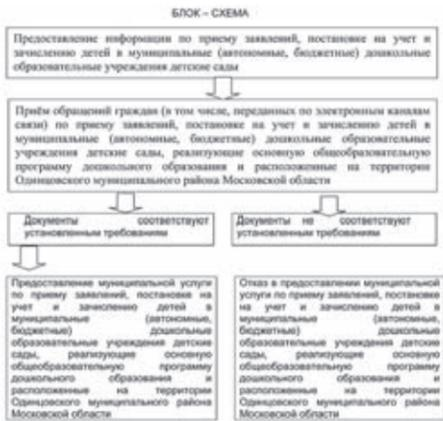 БЛОК – СХЕМА
Предоставление информации по приему заявлений, постановке на учет и
зачислению детей в муниципальные (автономные, бюджетные) дошкольные
образовательные учреждения детские сады
Приём обращений граждан (в том числе, переданных по электронным каналам
связи) по приему заявлений, постановке на учет и зачислению детей в
муниципальные (автономные, бюджетные) дошкольные образовательные
учреждения детские сады, реализующие основную общеобразовательную
программу дошкольного образования и расположенные на территории
Одинцовского муниципального района Московской области
Документы соответствуют
установленным требованиям
Документы не соответствуют
установленным требованиям
Предоставление муниципальной услуги
по приему заявлений, постановке на
учет и зачислению детей в
муниципальные (автономные,
бюджетные) дошкольные
образовательные учреждения детские
сады, реализующие основную
общеобразовательную программу
дошкольного образования и
расположенные на территории
Одинцовского муниципального района
Московской области
Отказ в предоставлении муниципальной
услуги по приему заявлений, постановке
на учет и зачислению детей в
муниципальные (автономные,
бюджетные) дошкольные
образовательные учреждения детские
сады, реализующие основную
общеобразовательную программу
дошкольного образования и
расположенные на территории
Одинцовского муниципального района
Московской области